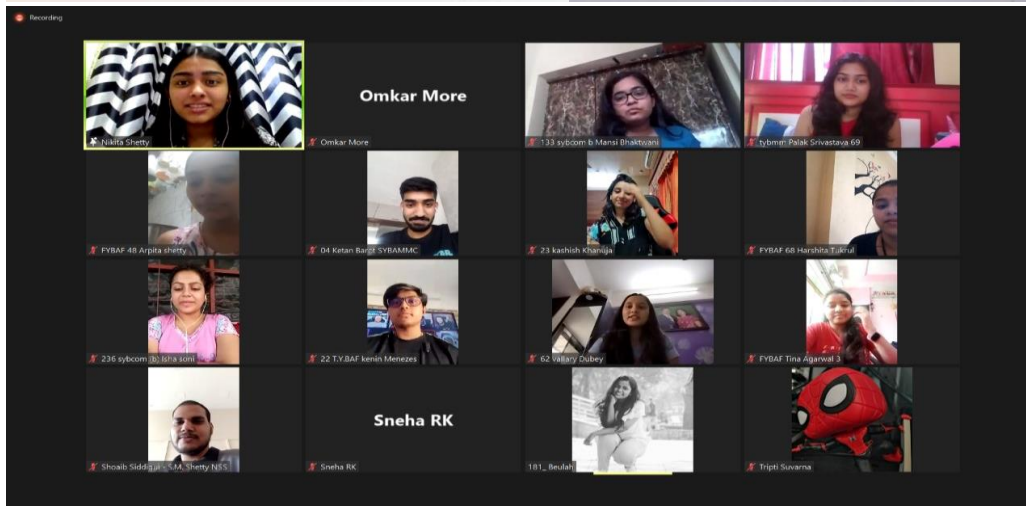 Recording
Omkar More
Nikita Shetty
Omkar More
133 sybcom b Mansi Bhaktwani
tybmm Palak Srivastava 69
FYBAF 48 Arpita shetty
04 Ketan Barot SYBAMMC
23 kashish Khanuja
FYBAF 68 Harshita Tukrul
236 sybcom (b) Isha soni
22 T.Y.BAF kenin Menezes
62 Vallary Dubey
FYBAF Tina Agarwal 3
Sneha RK
Shoaib Siddiqui - S.M. Shetty NSS
Sneha RK
181_ Beulah
Tripti Suvarna